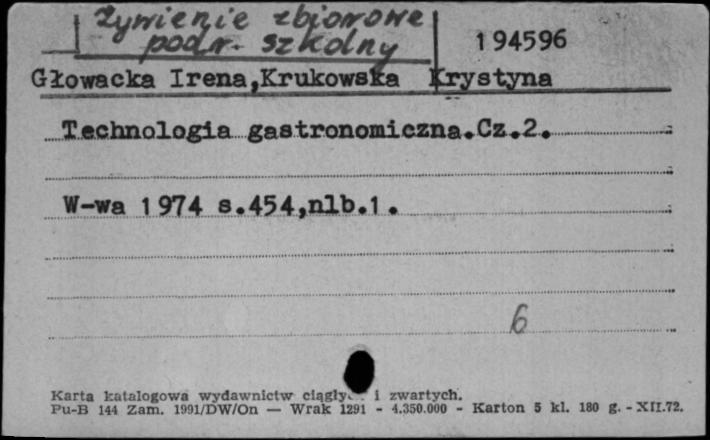 żywienie zbiorowe
podr. szkolny
194596
Głowacka Irena,Krukowska Krystyna
Technologia gastronomiczna.Cz.2.
W-wa 1974 s.454,nlb.1.
6
Karta katalogowa wydawnictw i zwartych.
Pu-B 144 Zam. 1991/DW/On — Wrak 1291 - 4.350.000 - Karton 5 kl. 180 g. - XII.72.